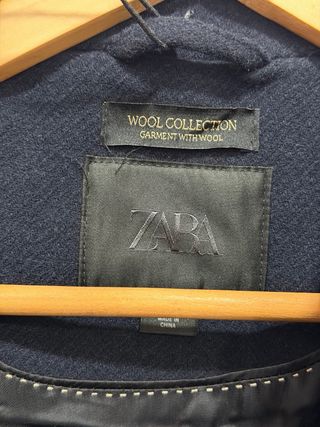 WOOL COLLECTION
GARMENT WITH WOOL
ZARA
MADE IN
CHINA